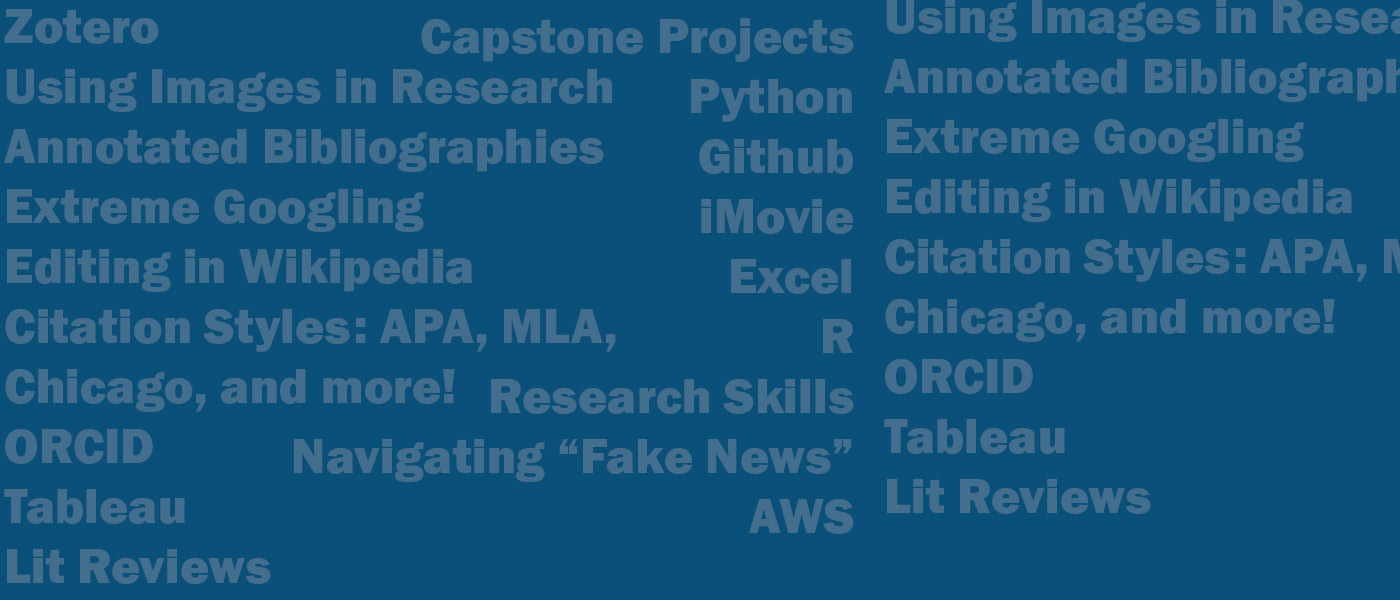 Zotero
Using Images in Research
Annotated Bibliographies
Extreme Googling
Editing in Wikipedia
Citation Styles: APA, MLA,
Chicago, and more!
ORCID
Tableau
Lit Reviews
Capstone Projects
Python
Github
iMovie
Excel
R
Research Skills
Navigating “Fake News”
AWS
Using Images in
Annotated
Extreme Googling
Editing in Wikipedia
Citation Styles: APA,
Chicago, and more!
ORCID
Tableau
Lit Reviews